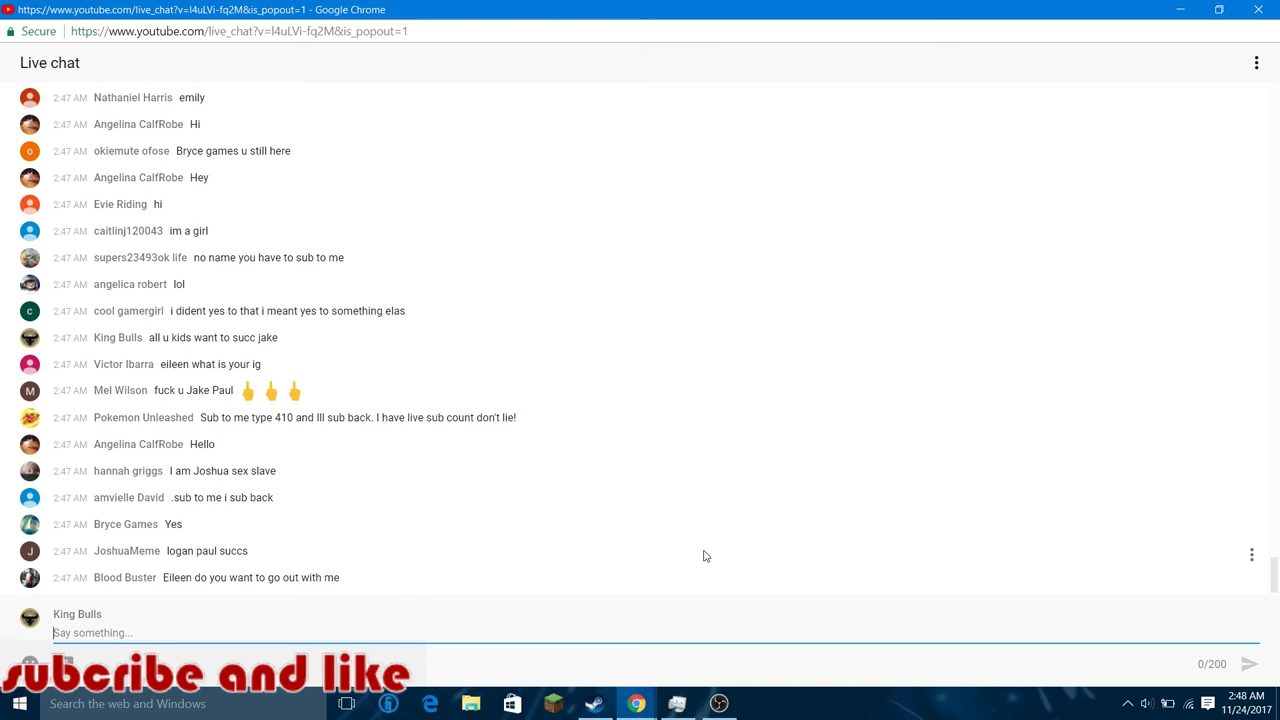 https://www.youtube.com/live_chat?v=l4uLVi-fq2M&is_popout=1 - Google Chrome
Secure https://www.youtube.com/live_chat?v=l4uLVi-fq2M&is_popout=1
Live chat
2:47 AM Nathaniel Harris emily
2:47 AM Angelina CalfRobe Hi
2:47 AM okiemute ofose Bryce games u still here
2:47 AM Angelina CalfRobe Hey
2:47 AM Evie Riding hi
2:47 AM caitlinj120043 im a girl
2:47 AM supers23493ok life no name you have to sub to me
2:47 AM angelica robert lol
2:47 AM cool gamergirl i dident yes to that i meant yes to something elas
2:47 AM King Bulls all u kids want to succ jake
2:47 AM Victor Ibarra eileen what is your ig
2:47 AM Mel Wilson fuck u Jake Paul 🖕🖕🖕
2:47 AM Pokemon Unleashed Sub to me type 410 and Ill sub back. I have live sub count don't lie!
2:47 AM Angelina CalfRobe Hello
2:47 AM hannah griggs I am Joshua sex slave
2:47 AM amvielle David .sub to me i sub back
2:47 AM Bryce Games Yes
2:47 AM JoshuaMeme logan paul succs
2:47 AM Blood Buster Eileen do you want to go out with me
King Bulls
Say something...
0/200
subcribe and like
Search the web and Windows
2:48 AM
11/24/2017